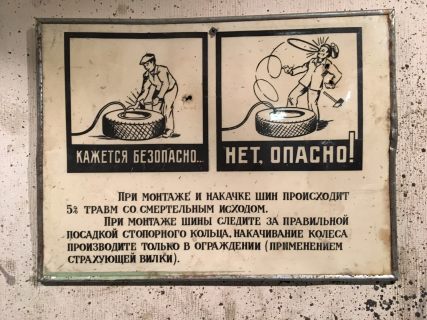 КАЖЕТСЯ БЕЗОПАСНО...
НЕТ, ОПАСНО!
ПРИ МОНТАЖЕ И НАКАЧКЕ ШИН ПРОИСХОДИТ
5% ТРАВМ СО СМЕРТЕЛЬНЫМ ИСХОДОМ.
ПРИ МОНТАЖЕ ШИНЫ СЛЕДИТЕ ЗА ПРАВИЛЬНОЙ
ПОСАДКОЙ СТОПОРНОГО КОЛЬЦА, НАКАЧИВАНИЕ КОЛЕСА
ПРОИЗВОДИТЕ ТОЛЬКО В ОГРАЖДЕНИИ (ПРИМЕНЕНИЕМ
СТРАХУЮЩЕЙ ВИЛКИ).